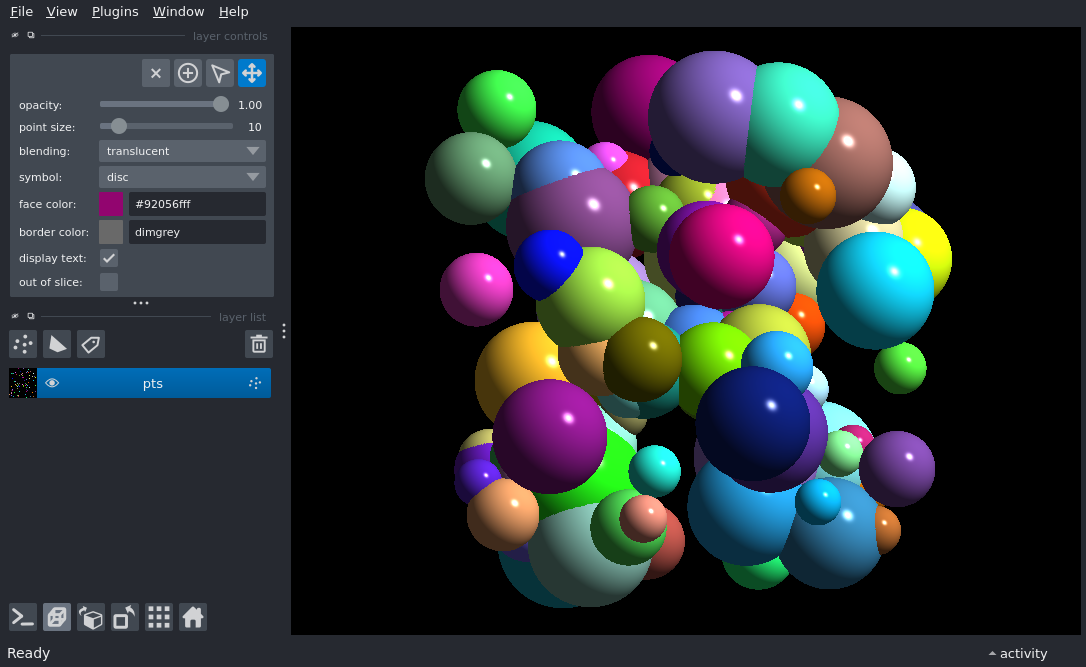 File View Plugins Window Help
layer controls
opacity: 1.00
point size: 10
blending: translucent
symbol: disc
face color: #92056fff
border color: dimgrey
display text:
out of slice:
layer list
pts
Ready
activity